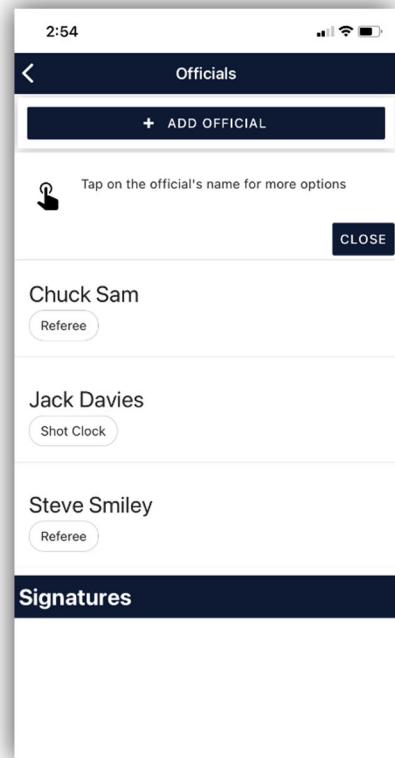 2:54
Officials
+ ADD OFFICIAL
Tap on the official's name for more options
CLOSE
Chuck Sam
Referee
Jack Davies
Shot Clock
Steve Smiley
Referee
Signatures